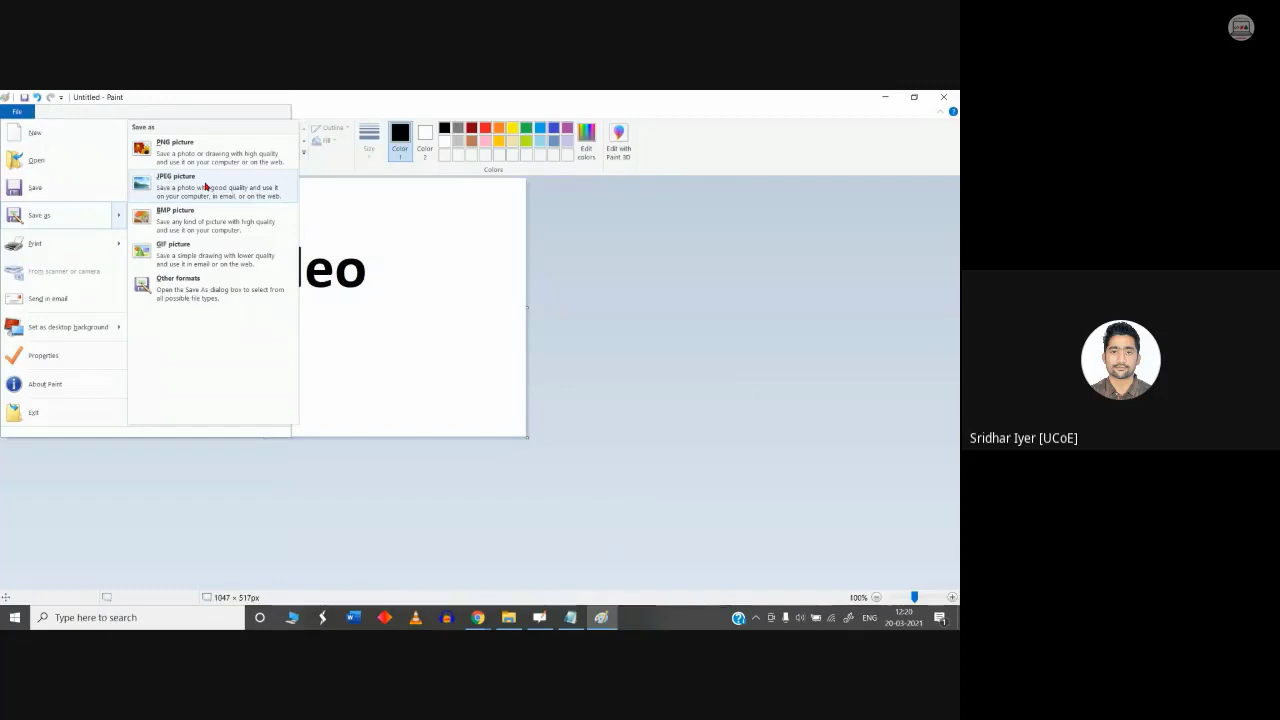 Untitled - Paint
File
New
Open
Save
Save as
Print
From scanner or camera
Send in email
Set as desktop background
Properties
About Paint
Exit
Save as
PNG picture
Save a photo or drawing with high quality
and use it on your computer or on the web.
JPEG picture
Save a photo with good quality and use it
on your computer, in email, or on the web.
BMP picture
Save any kind of picture with high quality
and use it on your computer.
GIF picture
Save a simple drawing with lower quality
and use it in email or on the web.
Other formats
Open the Save As dialog box to select from
all possible file types.
Outline
Fill
Size
Color
1
Color
2
Edit
colors
Edit with
Paint 3D
Colors
deo
1047 × 517px
100%
Type here to search
ENG
12:20
20-03-2021
Sridhar Iyer [UCoE]